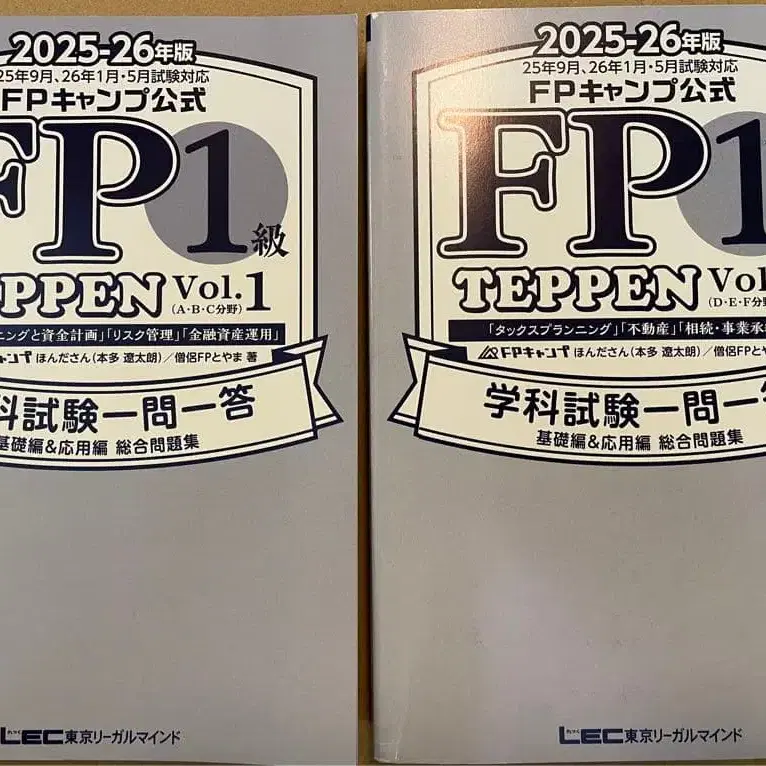 2025-26年版
25年9月、26年1月・5月試験対応
FPキャンプ公式
FP1級
TEPPEN Vol.1
(A・B・C分野)
ニングと資金計画」「リスク管理」「金融資産運用」
キャンプ ほんださん(本多 遼太朗)／僧侶FPとやま 著
科試験一問一答
基礎編&応用編 総合問題集
LEC東京リーガルマインド
2025-26年版
25年9月、26年1月・5月試験対応
FPキャンプ公式
FP1
TEPPEN Vol.
(D・E・F分野
「タックスプランニング」「不動産」「相続・事業承
FPキャンプ ほんださん(本多 遼太朗)／僧侶FPとや
学科試験一問一答
基礎編&応用編 総合問題集
LEC東京リーガルマインド